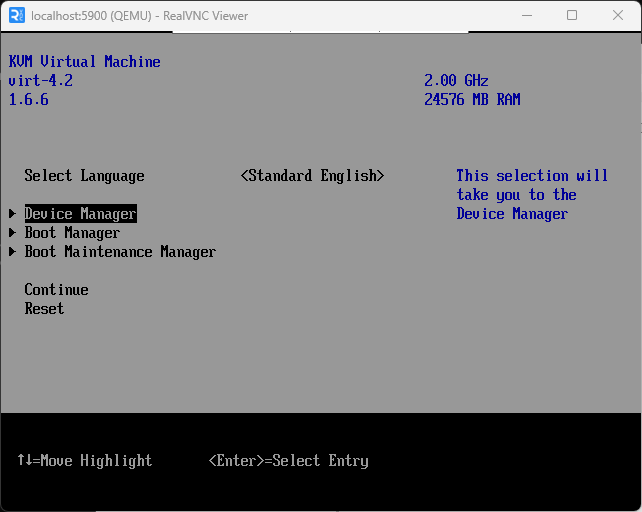 localhost:5900 (QEMU) - RealVNC Viewer
KVM Virtual Machine
virt-4.2 2.00 GHz
1.6.6 24576 MB RAM
Select Language <Standard English> This selection will
take you to the
Device Manager Device Manager
Boot Manager
Boot Maintenance Manager
Continue
Reset
↑↓=Move Highlight <Enter>=Select Entry